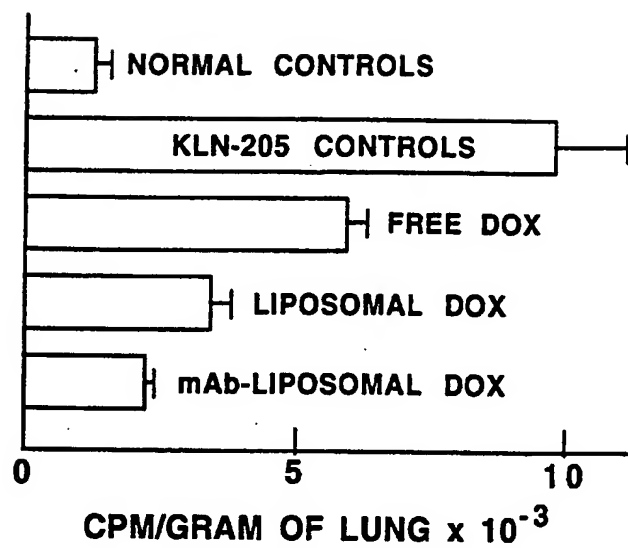 NORMAL CONTROLS
KLN-205 CONTROLS
FREE DOX
LIPOSOMAL DOX
mAb-LIPOSOMAL DOX
0 5 10
CPM/GRAM OF LUNG x 10⁻³